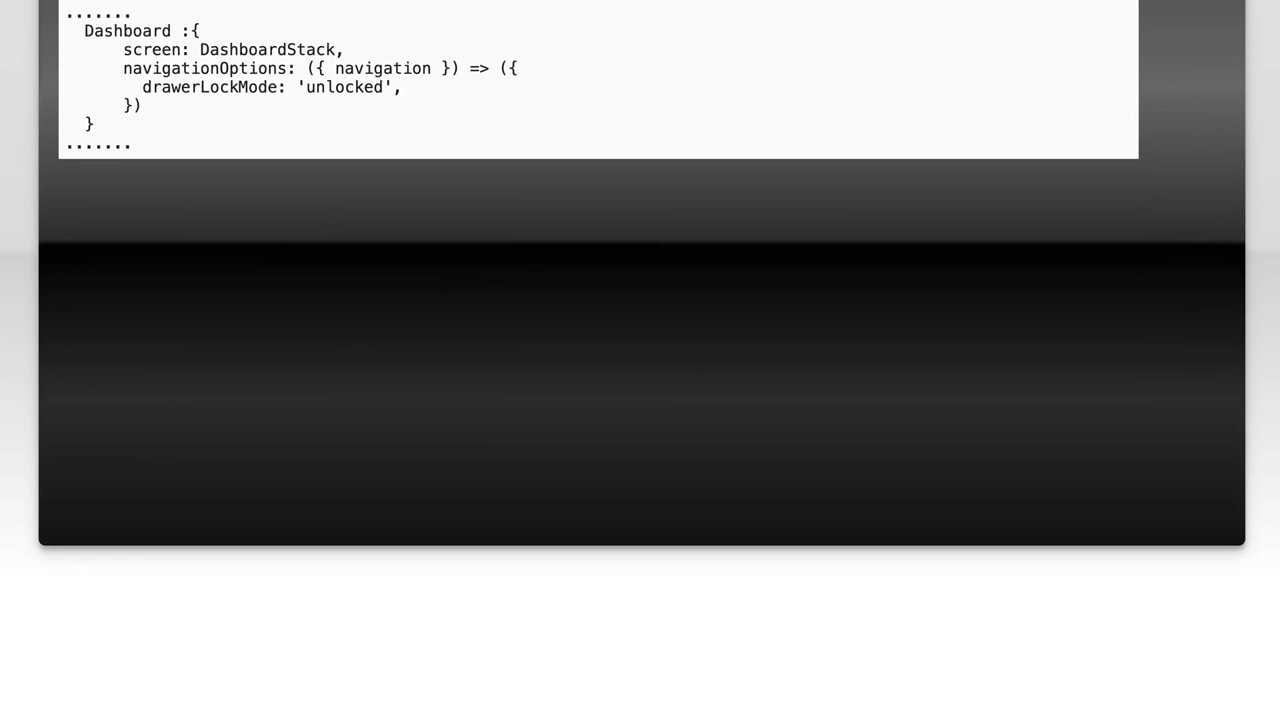 .......
  Dashboard :{
      screen: DashboardStack,
      navigationOptions: ({ navigation }) => ({
        drawerLockMode: 'unlocked',
      })
  }
.......